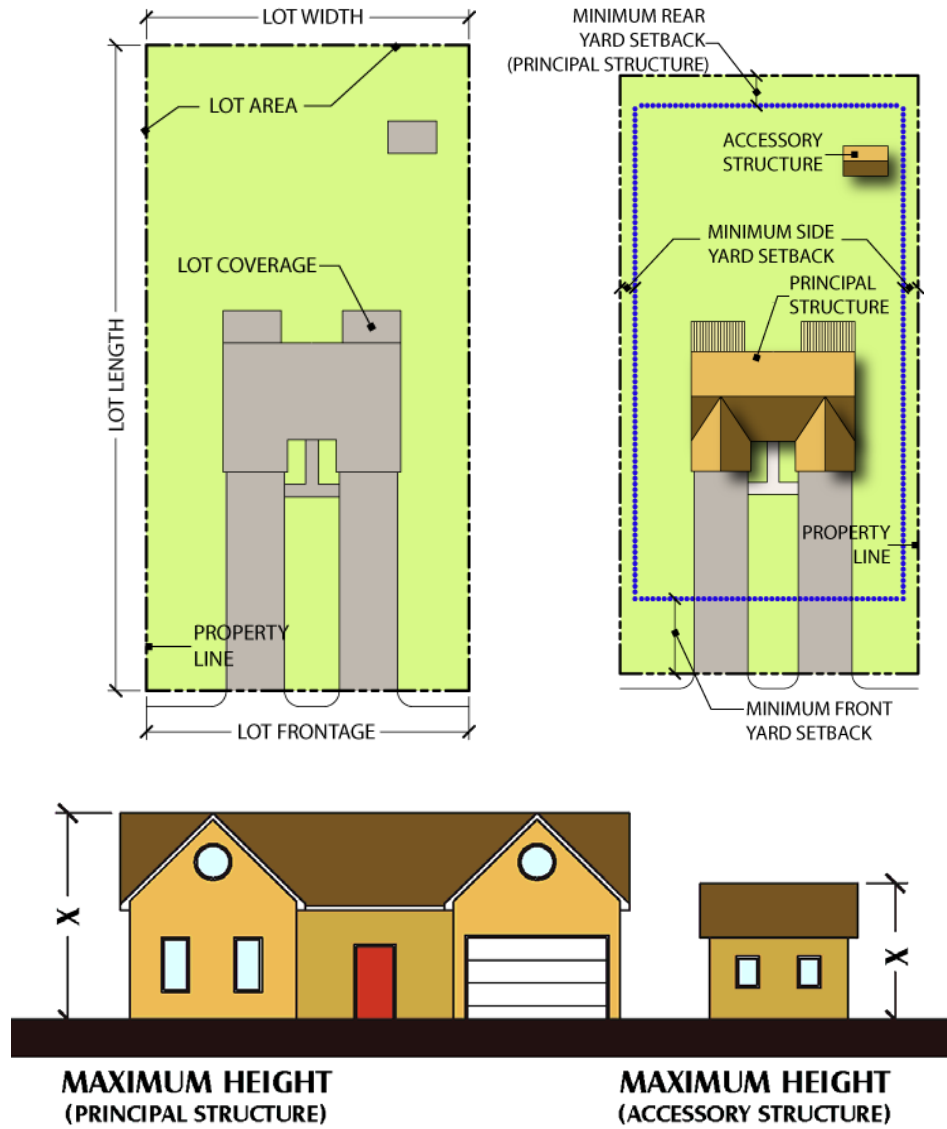 LOT WIDTH
LOT AREA
LOT COVERAGE
LOT LENGTH
PROPERTY
LINE
LOT FRONTAGE
MINIMUM REAR
YARD SETBACK
(PRINCIPAL STRUCTURE)
ACCESSORY
STRUCTURE
MINIMUM SIDE
YARD SETBACK
PRINCIPAL
STRUCTURE
PROPERTY
LINE
MINIMUM FRONT
YARD SETBACK
X
X
MAXIMUM HEIGHT
(PRINCIPAL STRUCTURE)
MAXIMUM HEIGHT
(ACCESSORY STRUCTURE)